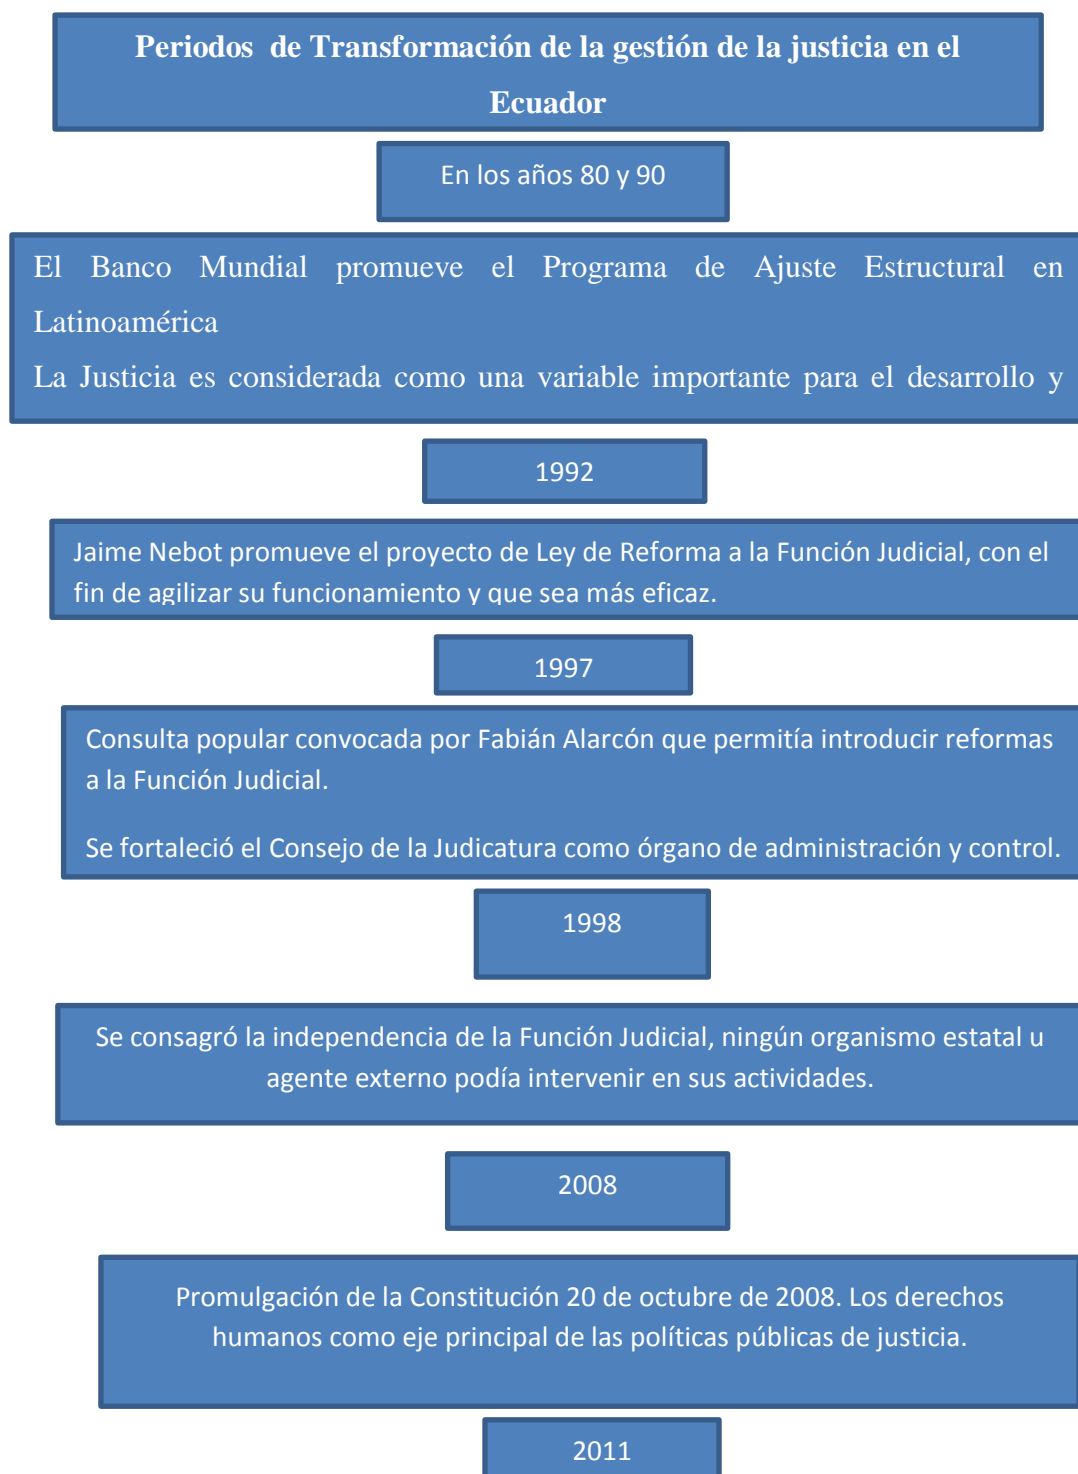 Periodos de Transformación de la gestión de la justicia en el
Ecuador
En los años 80 y 90
El Banco Mundial promueve el Programa de Ajuste Estructural en
Latinoamérica
La Justicia es considerada como una variable importante para el desarrollo y
1992
Jaime Nebot promueve el proyecto de Ley de Reforma a la Función Judicial, con el
fin de agilizar su funcionamiento y que sea más eficaz.
1997
Consulta popular convocada por Fabián Alarcón que permitía introducir reformas
a la Función Judicial.
Se fortaleció el Consejo de la Judicatura como órgano de administración y control.
1998
Se consagró la independencia de la Función Judicial, ningún organismo estatal u
agente externo podía intervenir en sus actividades.
2008
Promulgación de la Constitución 20 de octubre de 2008. Los derechos
humanos como eje principal de las políticas públicas de justicia.
2011